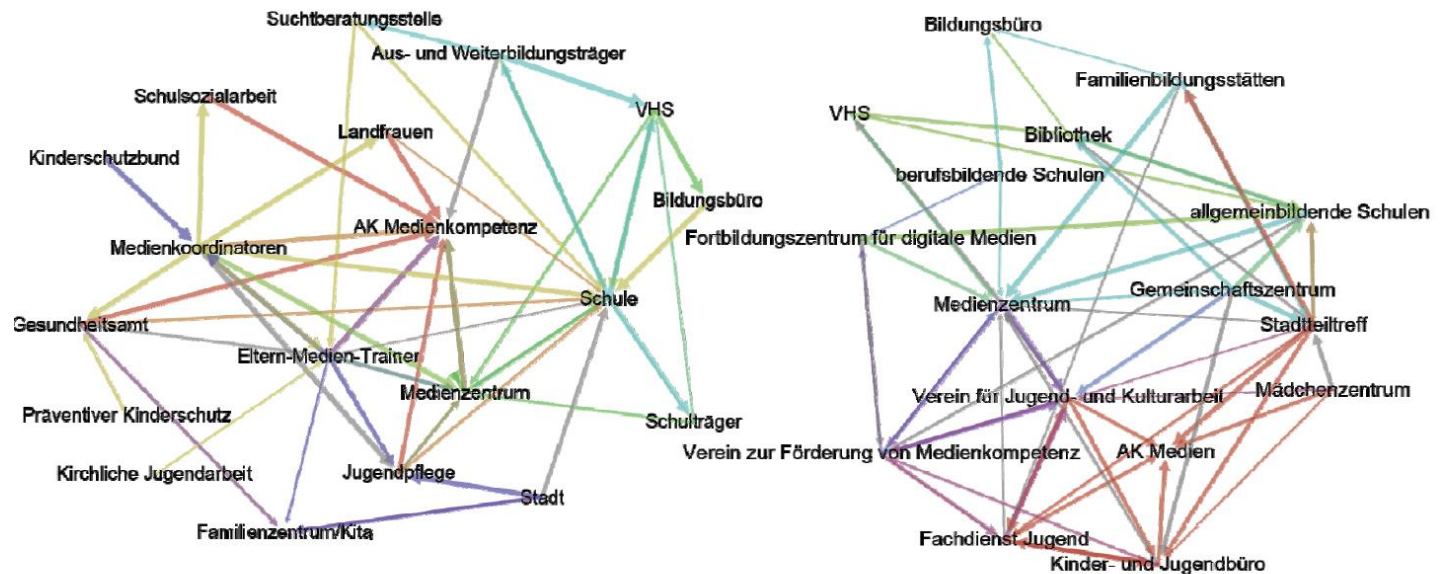 Suchtberatungsstelle
Aus- und Weiterbildungsträger
Schulsozialarbeit
VHS
Landfrauen
Kinderschutzbund
Bildungsbüro
AK Medienkompetenz
Medienkoordinatoren
Schule
Gesundheitsamt
Eltern-Medien-Trainer
Medienzentrum
Präventiver Kinderschutz
Schulträger
Kirchliche Jugendarbeit
Jugendpflege
Stadt
Familienzentrum/Kita
Bildungsbüro
Familienbildungsstätten
VHS
Bibliothek
berufsbildende Schulen
allgemeinbildende Schulen
Fortbildungszentrum für digitale Medien
Gemeinschaftszentrum
Medienzentrum
Stadtteiltreff
Mädchenzentrum
Verein für Jugend- und Kulturarbeit
Verein zur Förderung von Medienkompetenz
AK Medien
Fachdienst Jugend
Kinder- und Jugendbüro